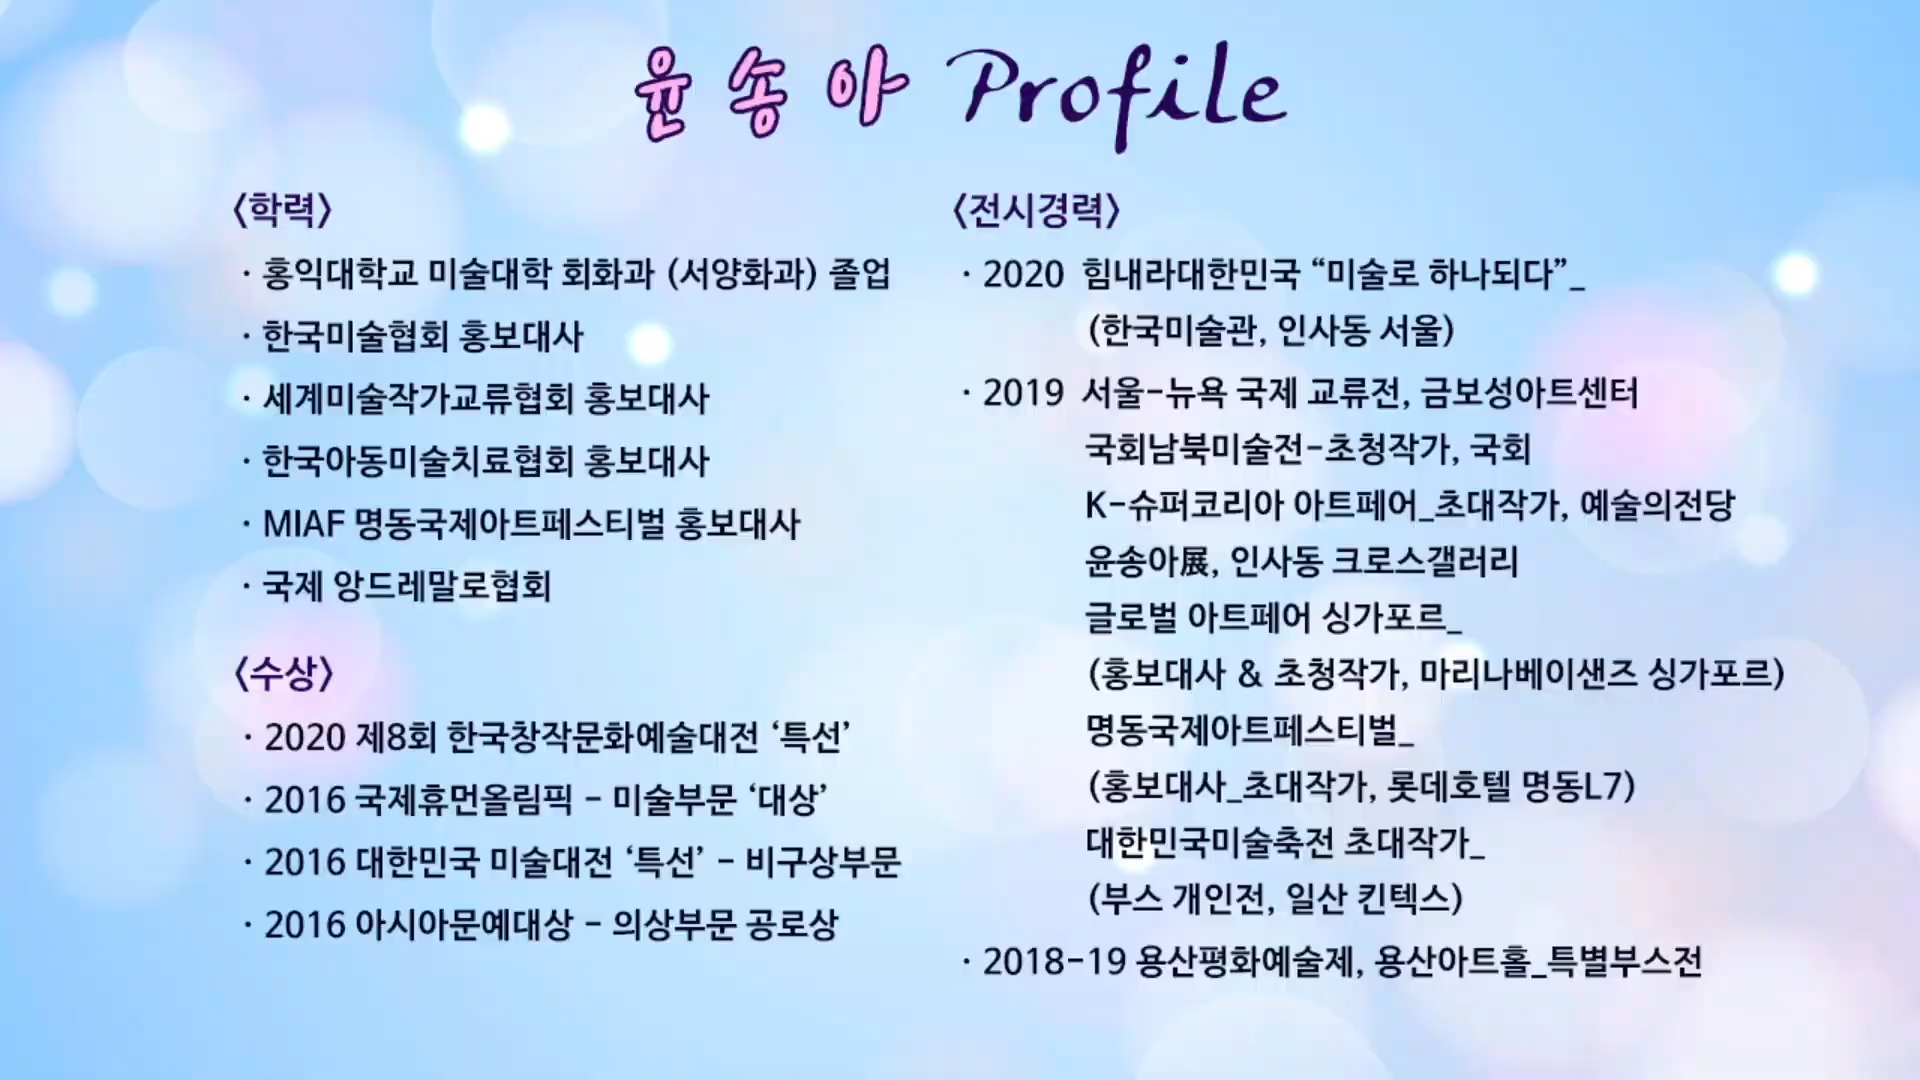 윤송아 Profile
〈학력〉
· 홍익대학교 미술대학 회화과 (서양화과) 졸업
· 한국미술협회 홍보대사
· 세계미술작가교류협회 홍보대사
· 한국아동미술치료협회 홍보대사
· MIAF 명동국제아트페스티벌 홍보대사
· 국제 앙드레말로협회
〈수상〉
· 2020 제8회 한국창작문화예술대전 ‘특선’
· 2016 국제휴먼올림픽 - 미술부문 ‘대상’
· 2016 대한민국 미술대전 ‘특선’ - 비구상부문
· 2016 아시아문예대상 - 의상부문 공로상
〈전시경력〉
· 2020 힘내라대한민국 “미술로 하나되다”_
(한국미술관, 인사동 서울)
· 2019 서울-뉴욕 국제 교류전, 금보성아트센터
국회남북미술전-초청작가, 국회
K-슈퍼코리아 아트페어_초대작가, 예술의전당
윤송아展, 인사동 크로스갤러리
글로벌 아트페어 싱가포르_
(홍보대사 & 초청작가, 마리나베이샌즈 싱가포르)
명동국제아트페스티벌_
(홍보대사_초대작가, 롯데호텔 명동L7)
대한민국미술축전 초대작가_
(부스 개인전, 일산 킨텍스)
· 2018-19 용산평화예술제, 용산아트홀_특별부스전